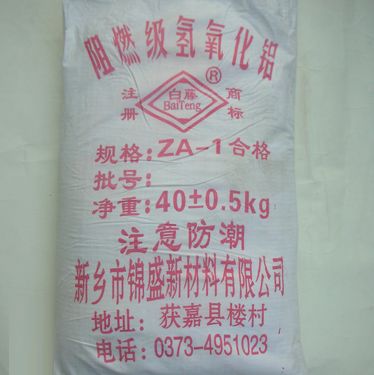 阻燃级氢氧化铝
注册 白藤 ® 商标
BaiTeng
规格:ZA-1合格
批号:
净重:40±0.5kg
注意防潮
新乡市锦盛新材料有限公司
地址: 获嘉县楼村
电话: 0373-4951023